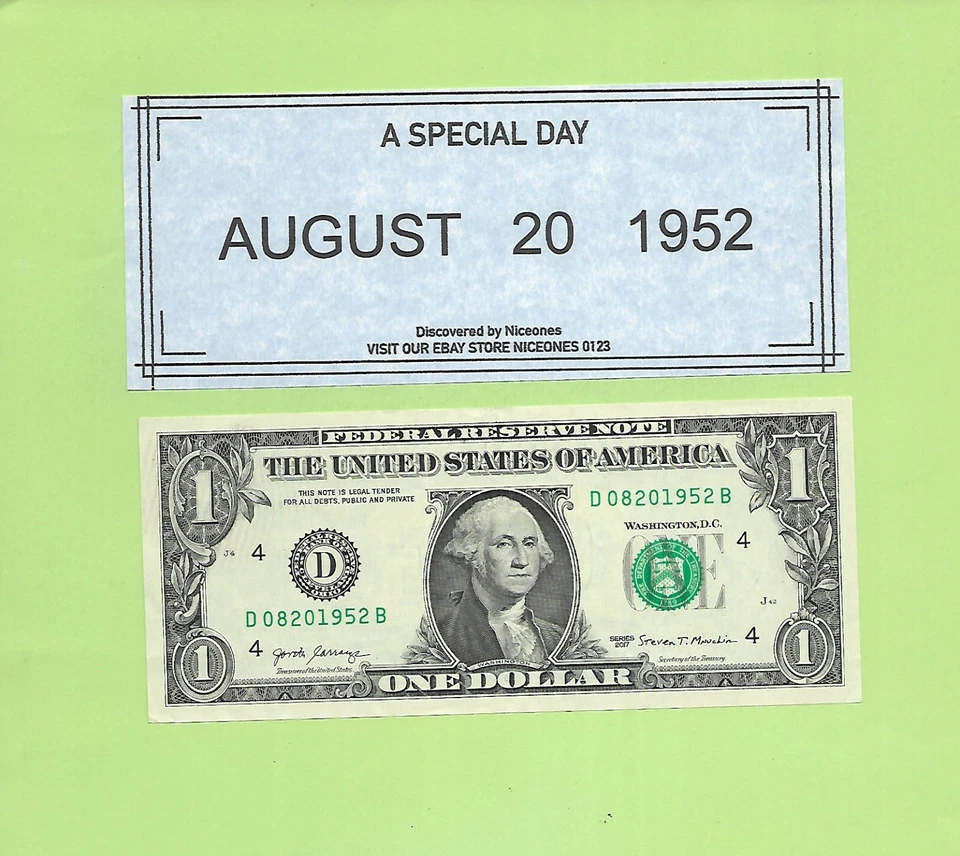 A SPECIAL DAY
AUGUST 20 1952
Discovered by Niceones
VISIT OUR EBAY STORE NICEONES 0123
FEDERAL RESERVE NOTE
THE UNITED STATES OF AMERICA
1
1
THIS NOTE IS LEGAL TENDER
FOR ALL DEBTS, PUBLIC AND PRIVATE
D 08201952 B
WASHINGTON, D.C.
J4
4
D
ONE
4
D 08201952 B
J 42
4
SERIES
2017
Steven T. Mnuchin
4
Treasurer of the United States.
Secretary of the Treasury.
WASHINGTON
1
ONE DOLLAR
1